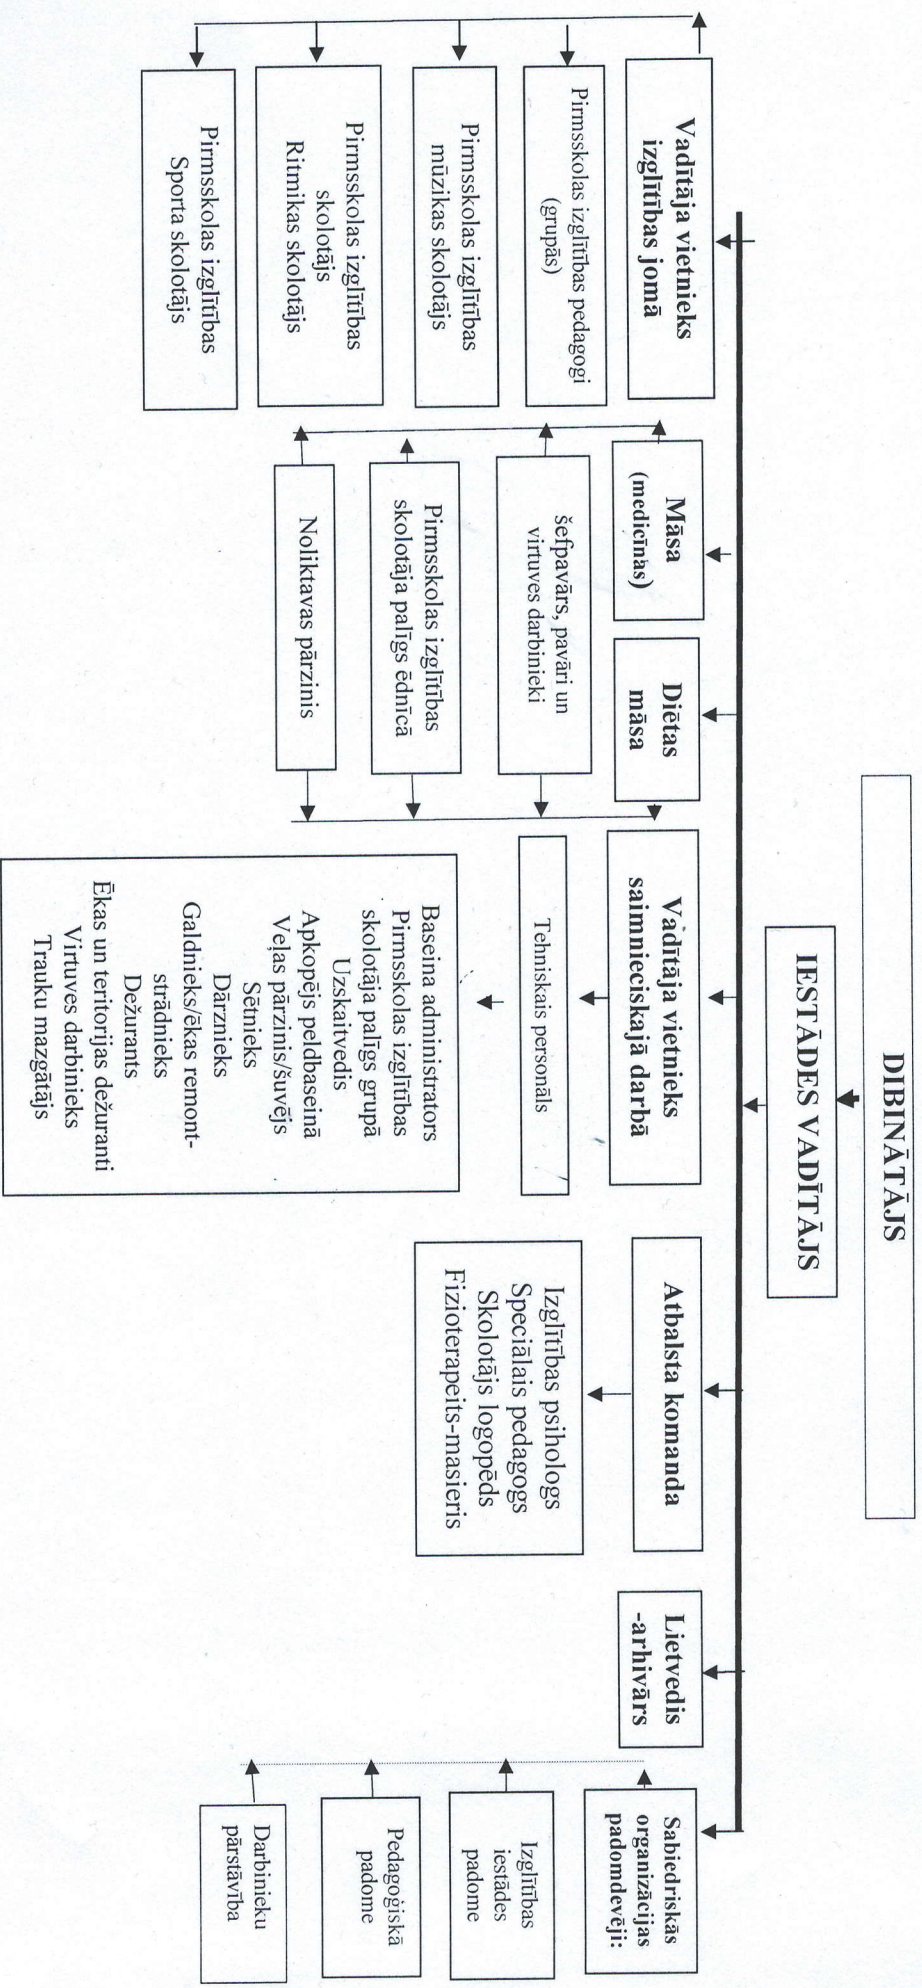 DIBINĀTĀJS
IESTĀDES VADĪTĀJS
Vadītāja vietnieks
izglītības jomā
Pirmsskolas izglītības pedagogi
(grupās)
Pirmsskolas izglītības
mūzikas skolotājs
Pirmsskolas izglītības
skolotājs
Ritmikas skolotājs
Pirmsskolas izglītības
Sporta skolotājs
Māsa
(medicīnas)
Diētas
māsa
šefpavārs, pavāri un
virtuves darbinieki
Pirmsskolas izglītības
skolotāja palīgs ēdnīcā
Noliktavas pārzinis
Vadītāja vietnieks
saimnieciskajā darbā
Tehniskais personāls
Baseina administrators
Pirmsskolas izglītības
skolotāja palīgs grupā
Uzskaitvedis
Apkopējs peldbaseinā
Veļas pārzinis/šuvējs
Sētnieks
Dārznieks
Galdnieks/ēkas remont-
strādnieks
Dežurants
Ēkas un teritorijas dežuranti
Virtuves darbinieks
Trauku mazgātājs
Atbalsta komanda
Izglītības psihologs
Speciālais pedagogs
Skolotājs logopēds
Fizioterapeits-masieris
Lietvedis
-arhivārs
Sabiedriskās
organizācijas
padomdevēji:
Izglītības
iestādes
padome
Pedagoģiskā
padome
Darbinieku
pārstāvība